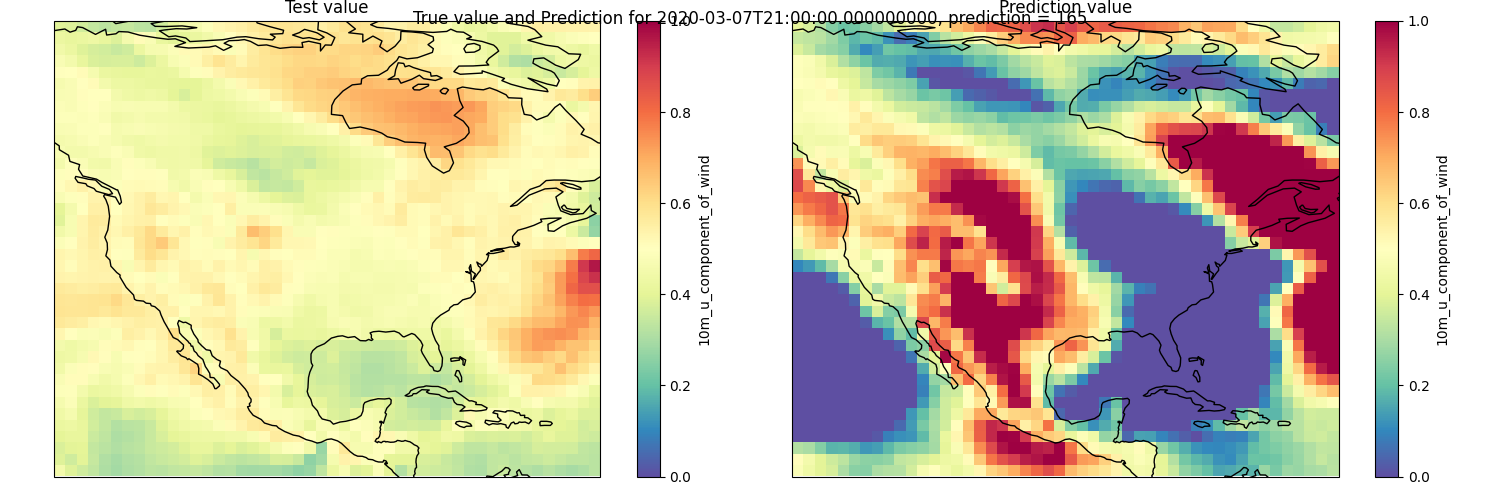 Test value
Prediction value
True value and Prediction for 2020-03-07T21:00:00.000000000, prediction = 165
1.0
0.8
0.6
0.4
0.2
0.0
10m_u_component_of_wind
1.0
0.8
0.6
0.4
0.2
0.0
10m_u_component_of_wind